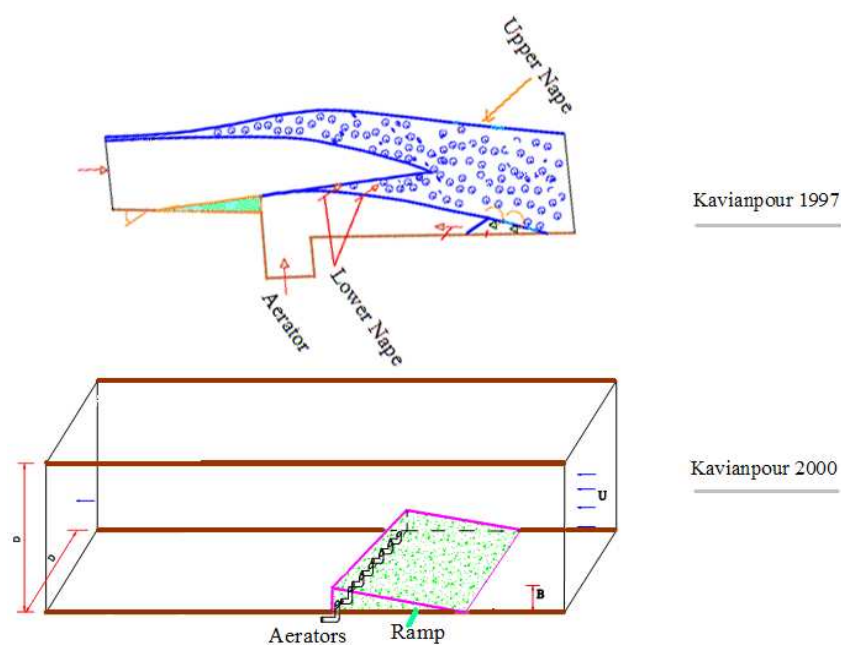 Upper Nape
Kavianpour 1997
Lower Nape
Aerator
Kavianpour 2000
U
D
D
B
Aerators
Ramp